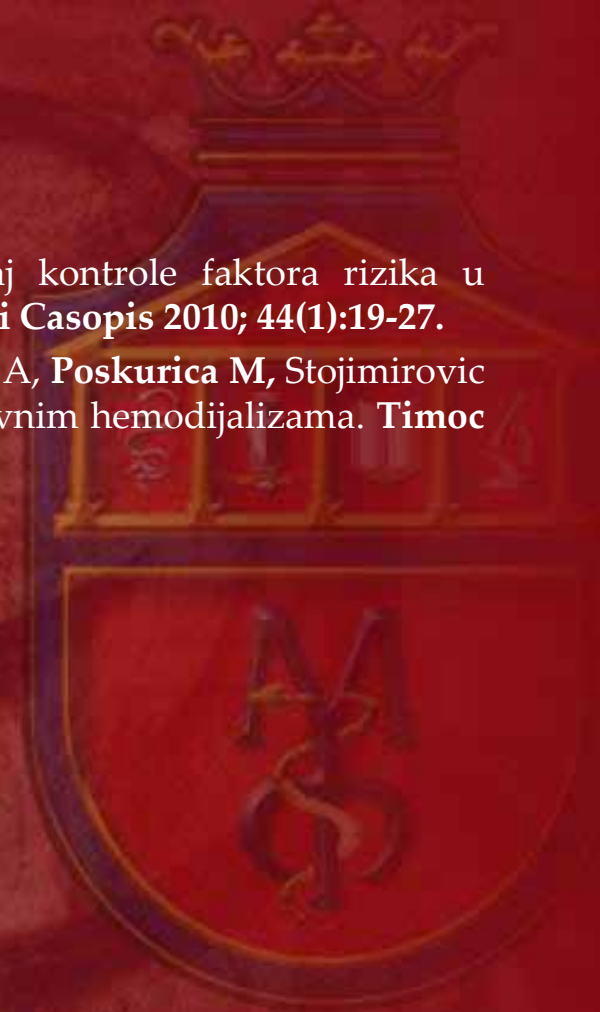 j kontrole faktora rizika u
i Casopis 2010; 44(1):19-27.
A, Poskurica M, Stojimirovic
vnim hemodijalizama. Timoc